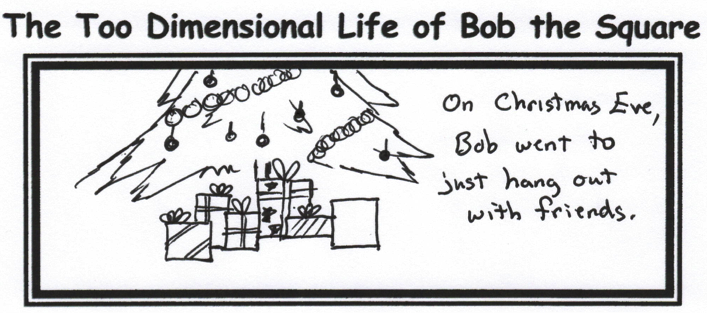 The Too Dimensional Life of Bob the Square
On Christmas Eve,
Bob went to
just hang out
with friends.